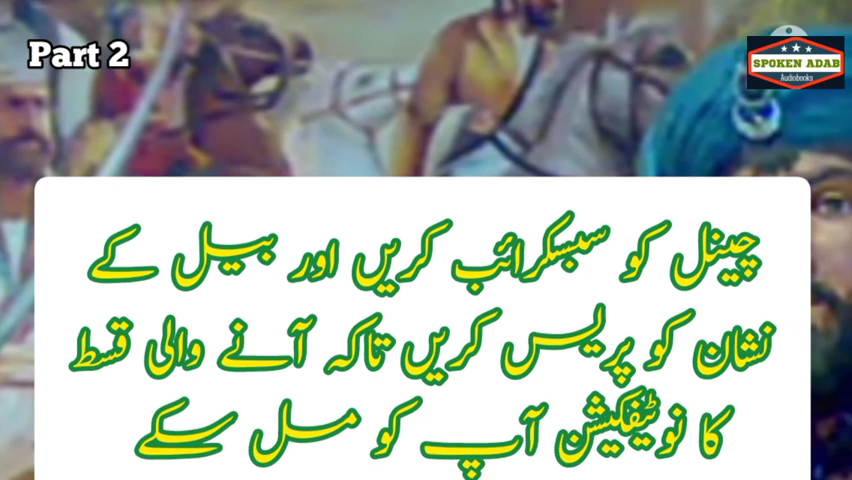 Part 2
SPOKEN ADAB
Audiobooks
چینل کو سبسکرائب کریں اور بیل کے
نشان کو پریس کریں تاکہ آنے والی قسط
کا نوٹیفکیشن آپ کو مل سکے